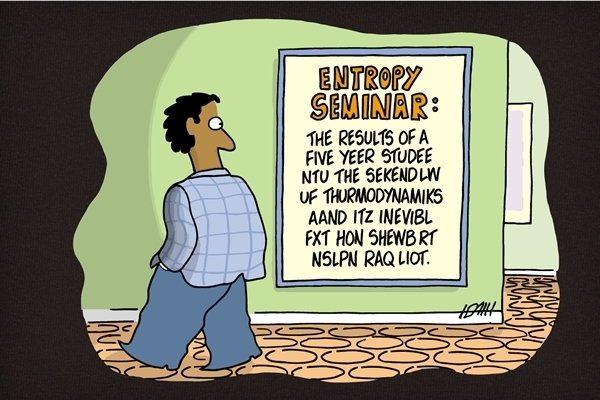 ENTROPY
SEMINAR:
THE RESULTS OF A
FIVE YEER STUDEE
NTU THE SEKEND LW
UF THURMODYNAMIKS
AAND ITZ INEVIBL
FXT HON SHEWB RT
NSLPN RAQ LIOT.